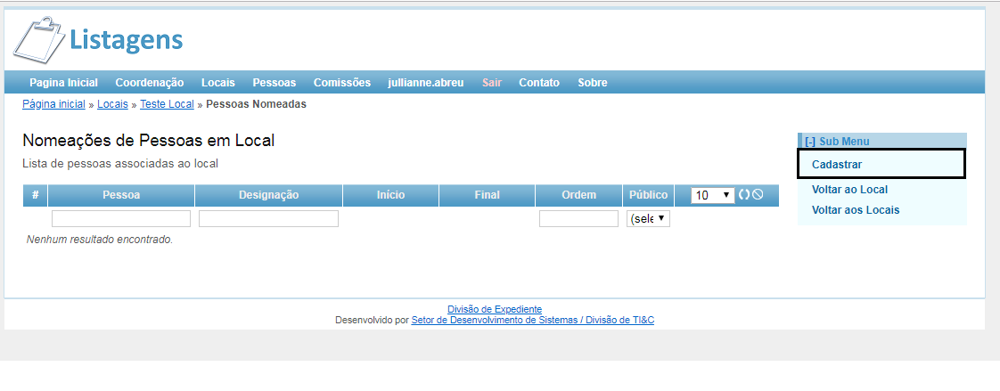 Listagens
Pagina Inicial Coordenação Locais Pessoas Comissões jullianne.abreu Sair Contato Sobre
Página inicial » Locais » Teste Local » Pessoas Nomeadas
Nomeações de Pessoas em Local
Lista de pessoas associadas ao local
# Pessoa Designação Início Final Ordem Público 10
(sele
Nenhum resultado encontrado.
[-] Sub Menu
Cadastrar
Voltar ao Local
Voltar aos Locais
Divisão de Expediente
Desenvolvido por Setor de Desenvolvimento de Sistemas / Divisão de TI&C